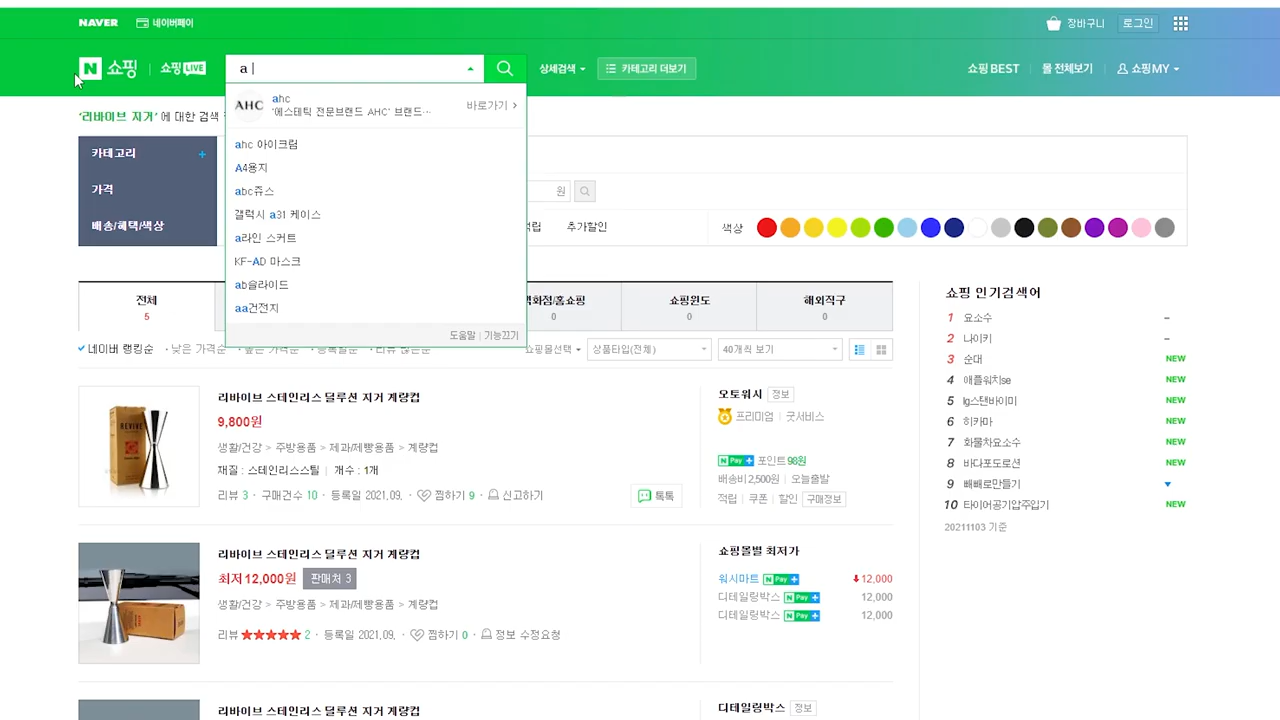 NAVER 네이버페이 장바구니 로그인
N 쇼핑 쇼핑LIVE a 상세검색 카테고리 더보기 쇼핑BEST 몰 전체보기 쇼핑MY
'리바이브 지거' 에 대한 검색
AHC ahc '에스테틱 전문브랜드 AHC' 브랜드… 바로가기
ahc 아이크림
A4용지
abc쥬스
갤럭시 a31 케이스
a라인 스커트
KF-AD 마스크
ab슬라이드
aa건전지
도움말 기능끄기
카테고리 +
가격 원
배송/혜택/색상 추가할인 색상
전체 5
0
쇼핑윈도 0
해외직구 0
네이버 랭킹순 낮은 가격순 상품타입(전체) 40개씩 보기
리바이브 스테인리스 딜루션 지거 계량컵
9,800원
생활/건강 > 주방용품 > 제과/제빵용품 > 계량컵
재질 : 스테인리스스틸 개수 : 1개
리뷰 3 · 구매건수 10 · 등록일 2021.09. · 찜하기 9 · 신고하기 톡톡
REVIVE
오토워시 정보
프리미엄 굿서비스
N Pay + 포인트 98원
배송비 2,500원 오늘출발
적립 쿠폰 할인 구매정보
리바이브 스테인리스 딜루션 지거 계량컵
최저 12,000원 판매처 3
생활/건강 > 주방용품 > 제과/제빵용품 > 계량컵
리뷰 ★★★★★ 2 · 등록일 2021.09. · 찜하기 0 · 정보 수정요청
쇼핑몰별 최저가
워시마트 N Pay + 12,000
디테일링박스 N Pay + 12,000
디테일링박스 N Pay + 12,000
리바이브 스테인리스 딜루션 지거 계량컵
디테일링박스 정보
쇼핑 인기검색어
1 요소수 –
2 나이키 –
3 순대 NEW
4 애플워치se NEW
5 lg스탠바이미 NEW
6 히카마 NEW
7 화물차요소수 NEW
8 바다포도로션 NEW
9 빼빼로만들기
10 타이어공기압주입기 NEW
20211103 기준